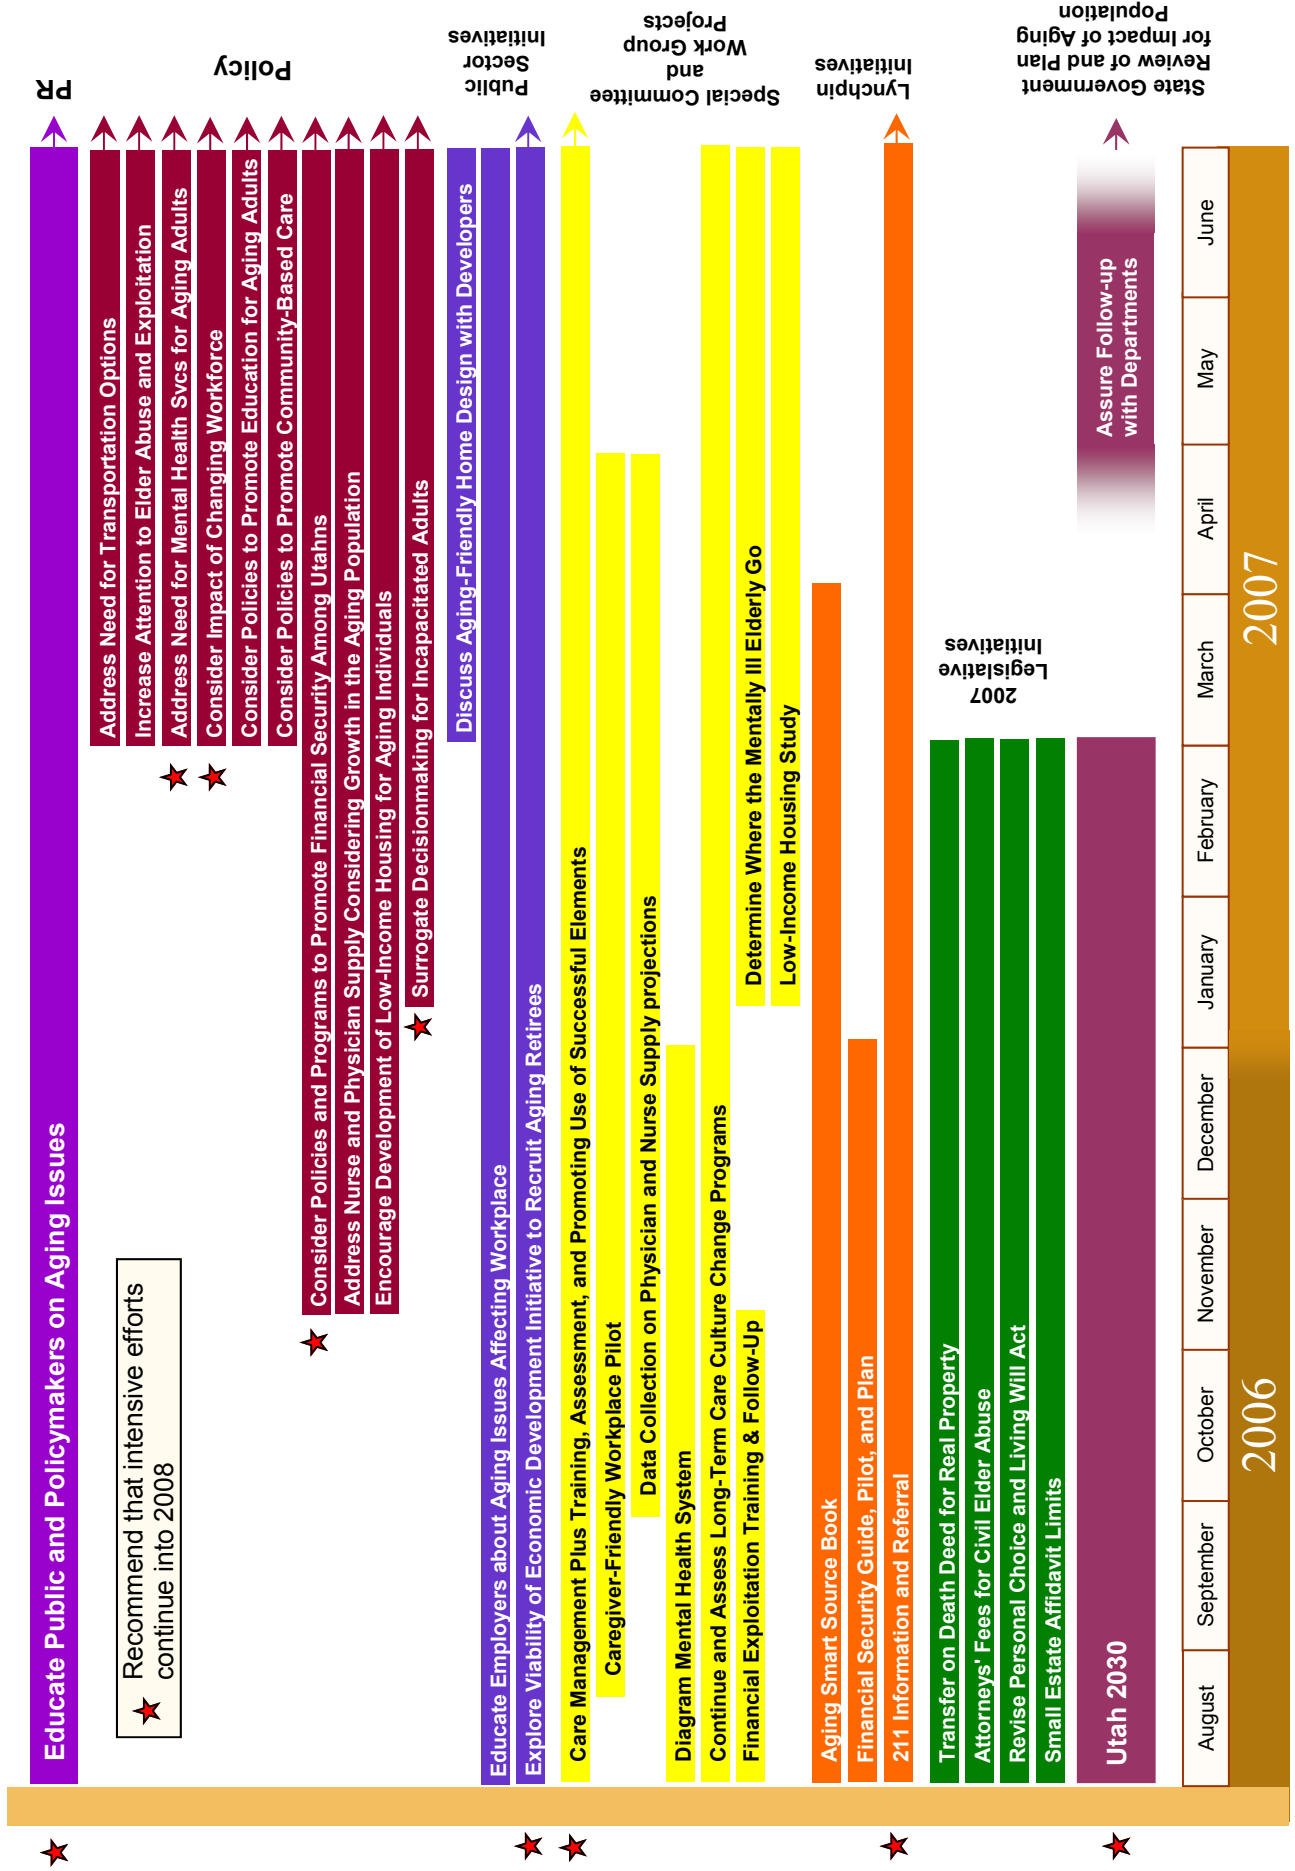 PR
Educate Public and Policymakers on Aging Issues
Recommend that intensive efforts
continue into 2008
Policy
Address Need for Transportation Options
Increase Attention to Elder Abuse and Exploitation
Address Need for Mental Health Svcs for Aging Adults
Consider Impact of Changing Workforce
Consider Policies to Promote Education for Aging Adults
Consider Policies to Promote Community-Based Care
Consider Policies and Programs to Promote Financial Security Among Utahns
Address Nurse and Physician Supply Considering Growth in the Aging Population
Encourage Development of Low-Income Housing for Aging Individuals
Surrogate Decisionmaking for Incapacitated Adults
Public
Sector
Initiatives
Discuss Aging-Friendly Home Design with Developers
Educate Employers about Aging Issues Affecting Workplace
Explore Viability of Economic Development Initiative to Recruit Aging Retirees
Special Committee
and
Work Group
Projects
Care Management Plus Training, Assessment, and Promoting Use of Successful Elements
Caregiver-Friendly Workplace Pilot
Data Collection on Physician and Nurse Supply projections
Diagram Mental Health System
Continue and Assess Long-Term Care Culture Change Programs
Financial Exploitation Training & Follow-Up
Determine Where the Mentally Ill Elderly Go
Low-Income Housing Study
Lynchpin
Initiatives
Aging Smart Source Book
Financial Security Guide, Pilot, and Plan
211 Information and Referral
2007
Legislative
Initiatives
Transfer on Death Deed for Real Property
Attorneys' Fees for Civil Elder Abuse
Revise Personal Choice and Living Will Act
Small Estate Affidavit Limits
State Government
Review of and Plan
for Impact of Aging
Population
Utah 2030
Assure Follow-up
with Departments
August
September
October
November
December
January
February
March
April
May
June
2006
2007